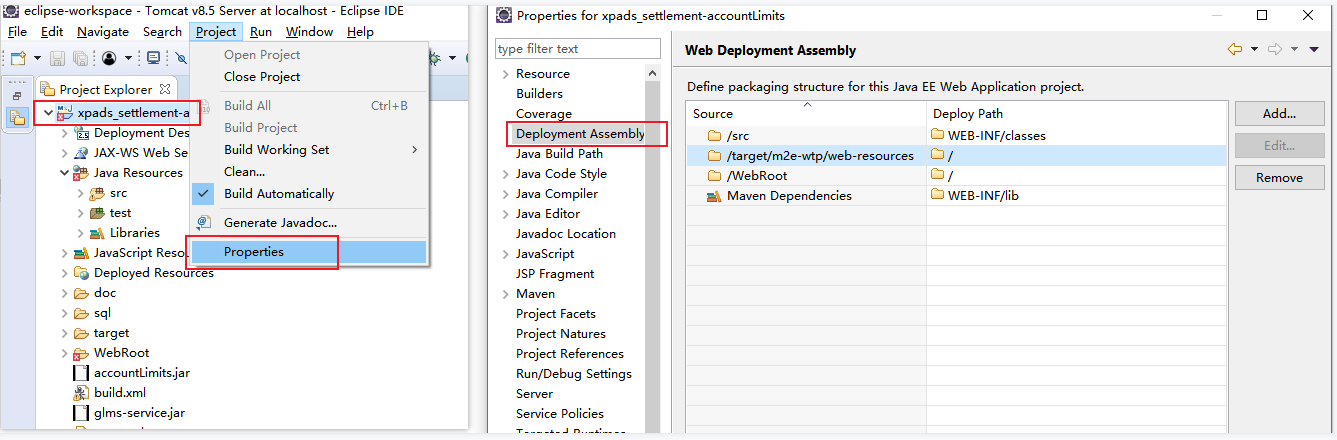 eclipse-workspace - Tomcat v8.5 Server at localhost - Eclipse IDE
File Edit Navigate Search Project Run Window Help
Open Project
Close Project
Build All Ctrl+B
Build Project
Build Working Set
Clean...
Build Automatically
Generate Javadoc...
Properties
Project Explorer
xpads_settlement-a
Deployment Des
JAX-WS Web Se
Java Resources
src
test
Libraries
JavaScript Resou
Deployed Resources
doc
sql
target
WebRoot
accountLimits.jar
build.xml
glms-service.jar
Properties for xpads_settlement-accountLimits
type filter text
Resource
Builders
Coverage
Deployment Assembly
Java Build Path
Java Code Style
Java Compiler
Java Editor
Javadoc Location
JavaScript
JSP Fragment
Maven
Project Facets
Project Natures
Project References
Run/Debug Settings
Server
Service Policies
Targeted Runtimes
Web Deployment Assembly
Define packaging structure for this Java EE Web Application project.
Source Deploy Path
/src WEB-INF/classes
/target/m2e-wtp/web-resources /
/WebRoot /
Maven Dependencies WEB-INF/lib
Add...
Edit...
Remove